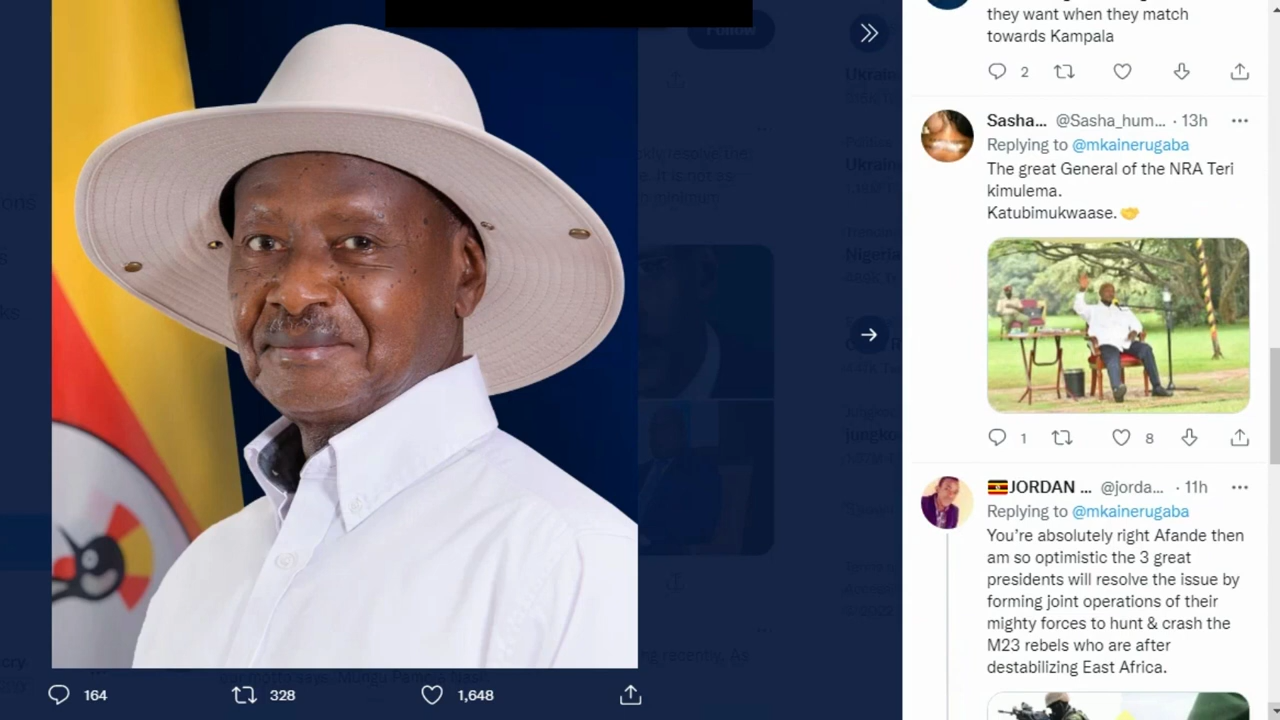 they want when they match
towards Kampala
2
Sasha... @Sasha_hum... · 13h
Replying to @mkainerugaba
The great General of the NRA Teri
kimulema.
Katubimukwaase.
1 8
JORDAN ... @jorda... · 11h
Replying to @mkainerugaba
You're absolutely right Afande then
am so optimistic the 3 great
presidents will resolve the issue by
forming joint operations of their
mighty forces to hunt & crash the
M23 rebels who are after
destabilizing East Africa.
164 328 1,648
Follow